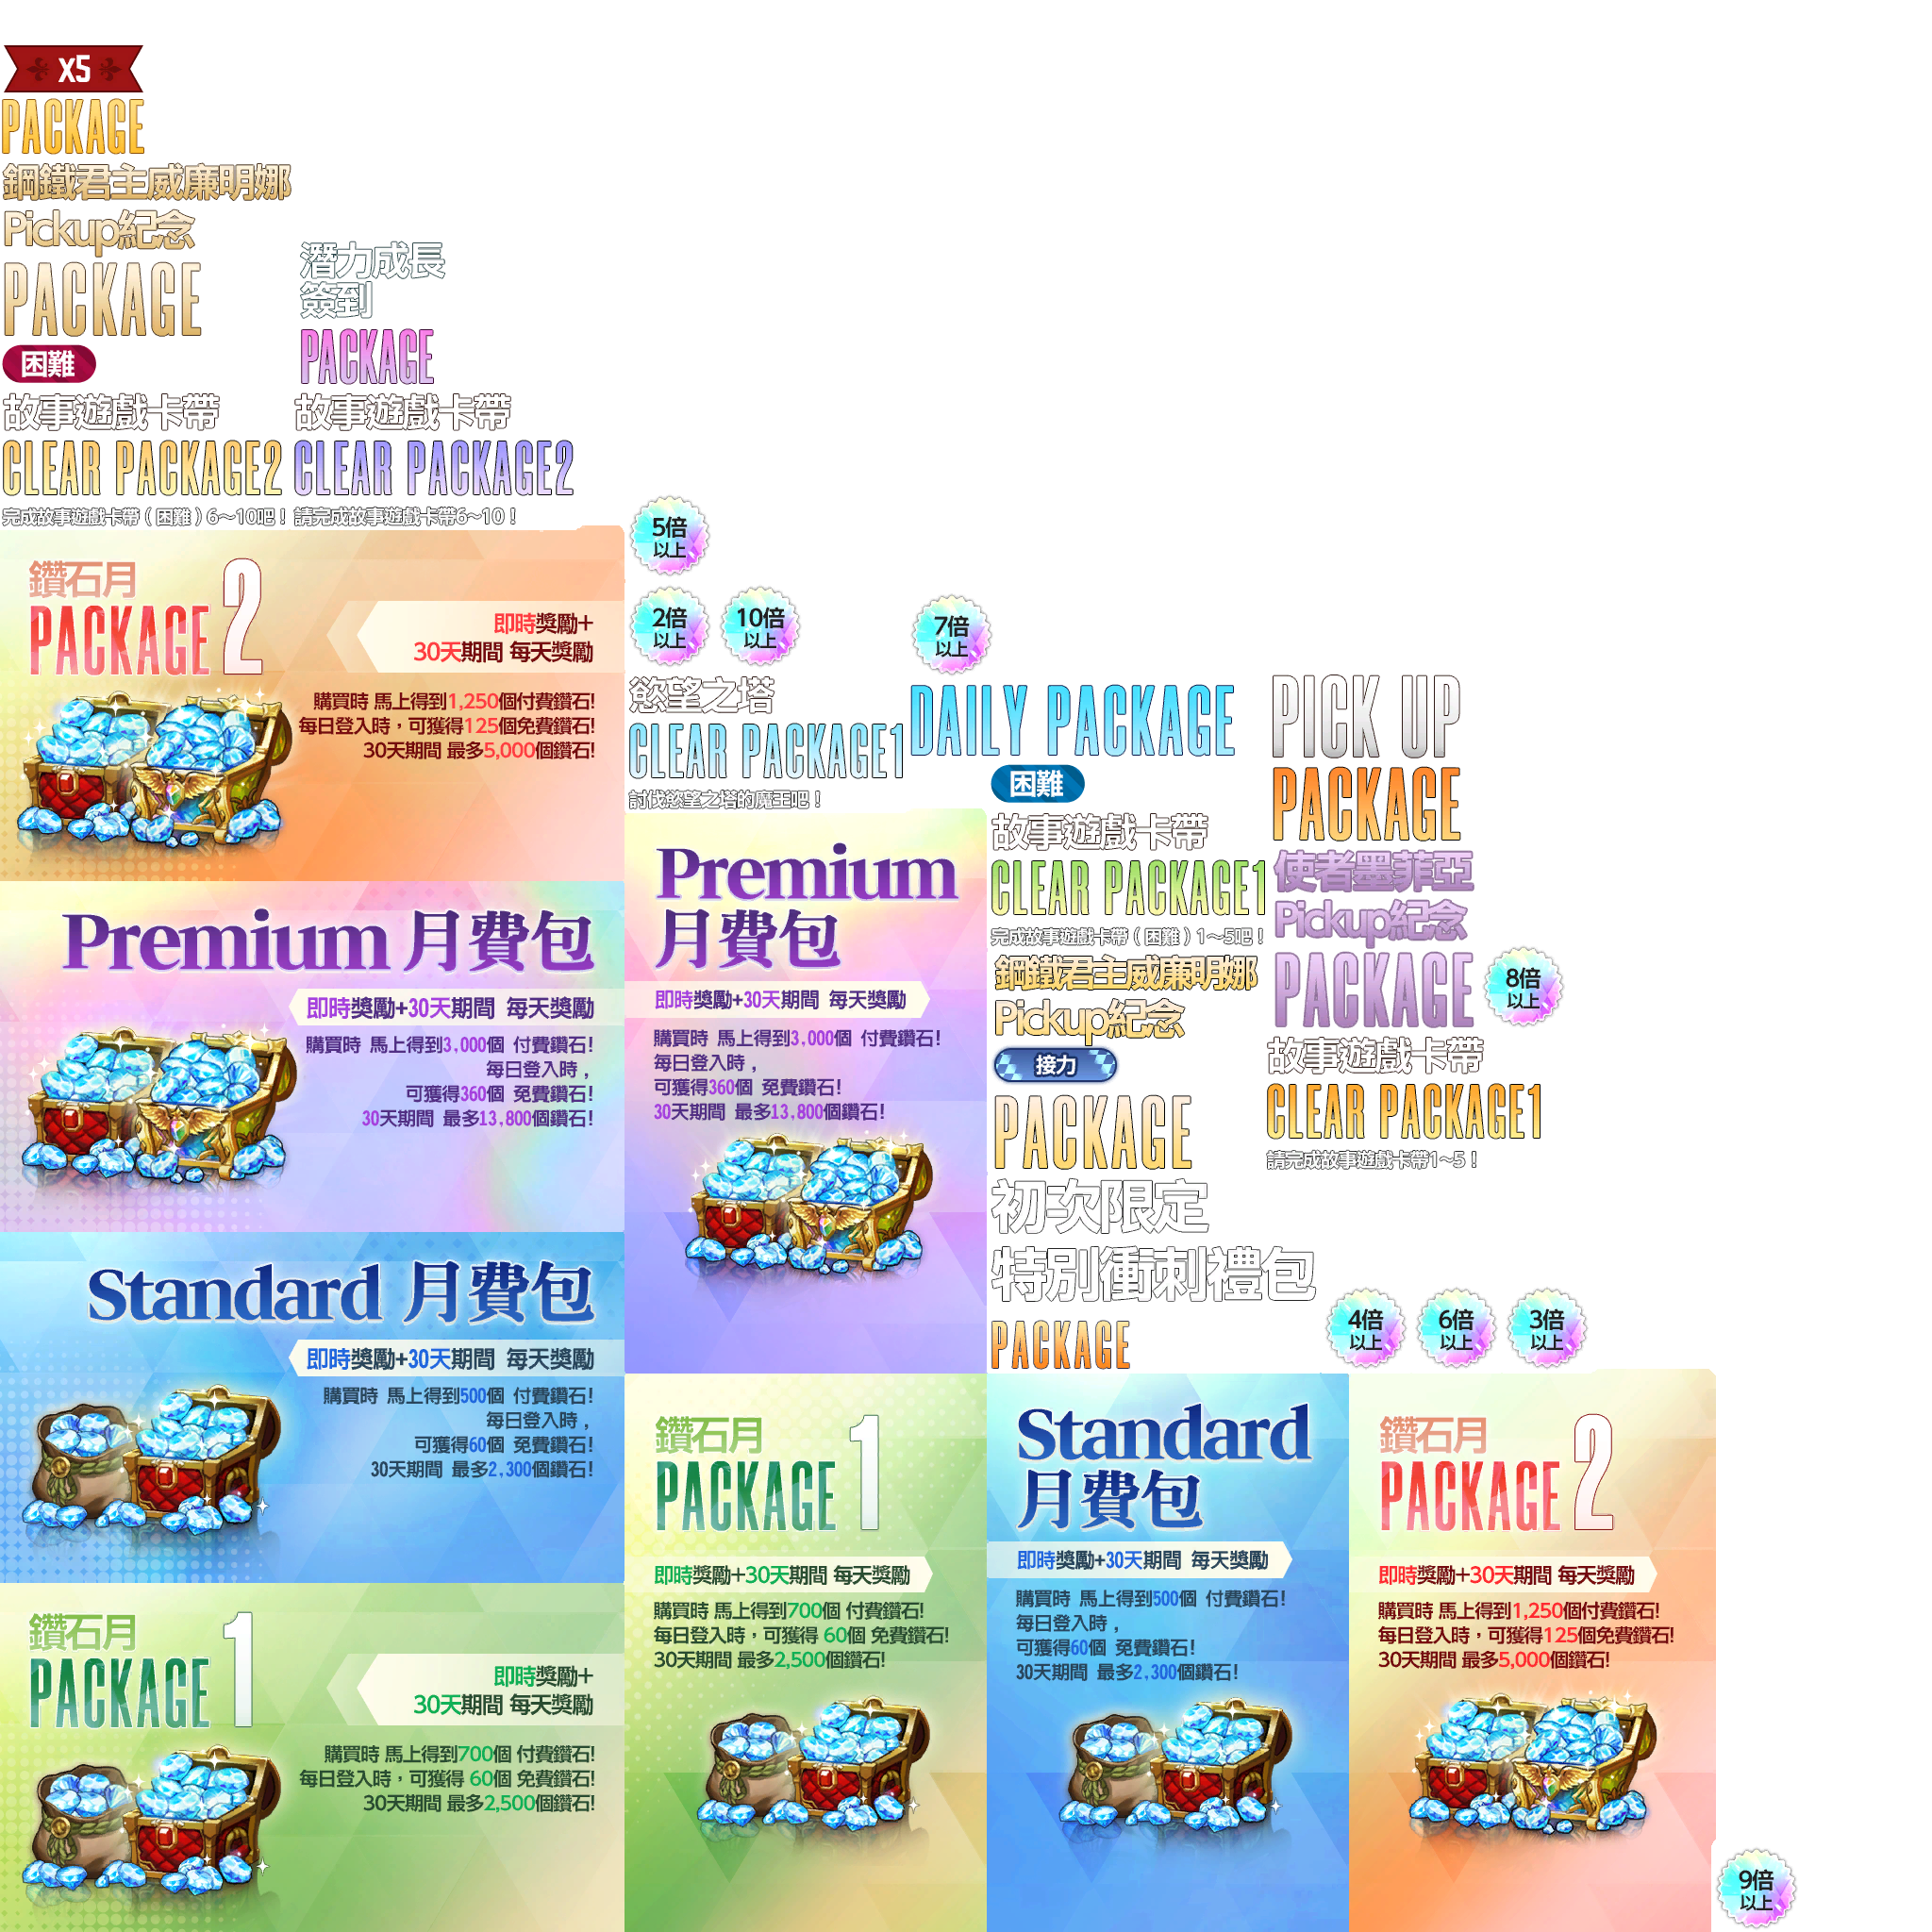 X5
PACKAGE
鋼鐵君主威廉明娜
Pickup紀念
PACKAGE
困難
故事遊戲卡帶
CLEAR PACKAGE2
完成故事遊戲卡帶（困難）6～10吧！
潛力成長
簽到
PACKAGE
故事遊戲卡帶
CLEAR PACKAGE2
請完成故事遊戲卡帶6～10！
鑽石月
PACKAGE 2
即時獎勵+
30天期間 每天獎勵
購買時 馬上得到1,250個付費鑽石!
每日登入時，可獲得125個免費鑽石!
30天期間 最多5,000個鑽石!
Premium 月費包
即時獎勵+30天期間 每天獎勵
購買時 馬上得到3,000個 付費鑽石!
每日登入時，
可獲得360個 免費鑽石!
30天期間 最多13,800個鑽石!
Standard 月費包
即時獎勵+30天期間 每天獎勵
購買時 馬上得到500個 付費鑽石!
每日登入時，
可獲得60個 免費鑽石!
30天期間 最多2,300個鑽石!
鑽石月
PACKAGE 1
即時獎勵+
30天期間 每天獎勵
購買時 馬上得到700個 付費鑽石!
每日登入時，可獲得 60個 免費鑽石!
30天期間 最多2,500個鑽石!
5倍
以上
2倍
以上
10倍
以上
7倍
以上
慾望之塔
CLEAR PACKAGE1
討伐慾望之塔的魔王吧！
DAILY PACKAGE
Premium
月費包
即時獎勵+30天期間 每天獎勵
購買時 馬上得到3,000個 付費鑽石!
每日登入時，
可獲得360個 免費鑽石!
30天期間 最多13,800個鑽石!
困難
故事遊戲卡帶
CLEAR PACKAGE1
完成故事遊戲卡帶（困難）1～5吧！
鋼鐵君主威廉明娜
Pickup紀念
接力
PACKAGE
初次限定
特別衝刺禮包
PACKAGE
PICK UP
PACKAGE
使者墨菲亞
Pickup紀念
PACKAGE
8倍
以上
故事遊戲卡帶
CLEAR PACKAGE1
請完成故事遊戲卡帶1～5！
4倍
以上
6倍
以上
3倍
以上
鑽石月
PACKAGE 1
即時獎勵+30天期間 每天獎勵
購買時 馬上得到700個 付費鑽石!
每日登入時，可獲得 60個 免費鑽石!
30天期間 最多2,500個鑽石!
Standard
月費包
即時獎勵+30天期間 每天獎勵
購買時 馬上得到500個 付費鑽石!
每日登入時，
可獲得60個 免費鑽石!
30天期間 最多2,300個鑽石!
鑽石月
PACKAGE 2
即時獎勵+30天期間 每天獎勵
購買時 馬上得到1,250個付費鑽石!
每日登入時，可獲得125個免費鑽石!
30天期間 最多5,000個鑽石!
9倍
以上